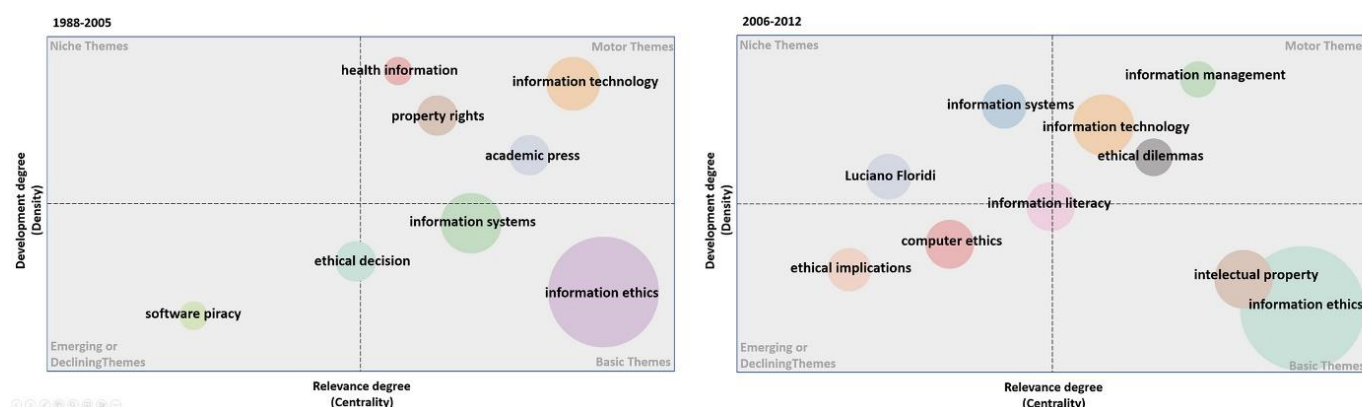 1988-2005
Niche Themes
Motor Themes
health information
information technology
property rights
academic press
information systems
ethical decision
information ethics
software piracy
Emerging or
DecliningThemes
Basic Themes
Development degree
(Density)
Relevance degree
(Centrality)
2006-2012
Niche Themes
Motor Themes
information management
information systems
information technology
ethical dilemmas
Luciano Floridi
information literacy
computer ethics
ethical implications
intelectual property
information ethics
Emerging or
DecliningThemes
Basic Themes
Development degree
(Density)
Relevance degree
(Centrality)